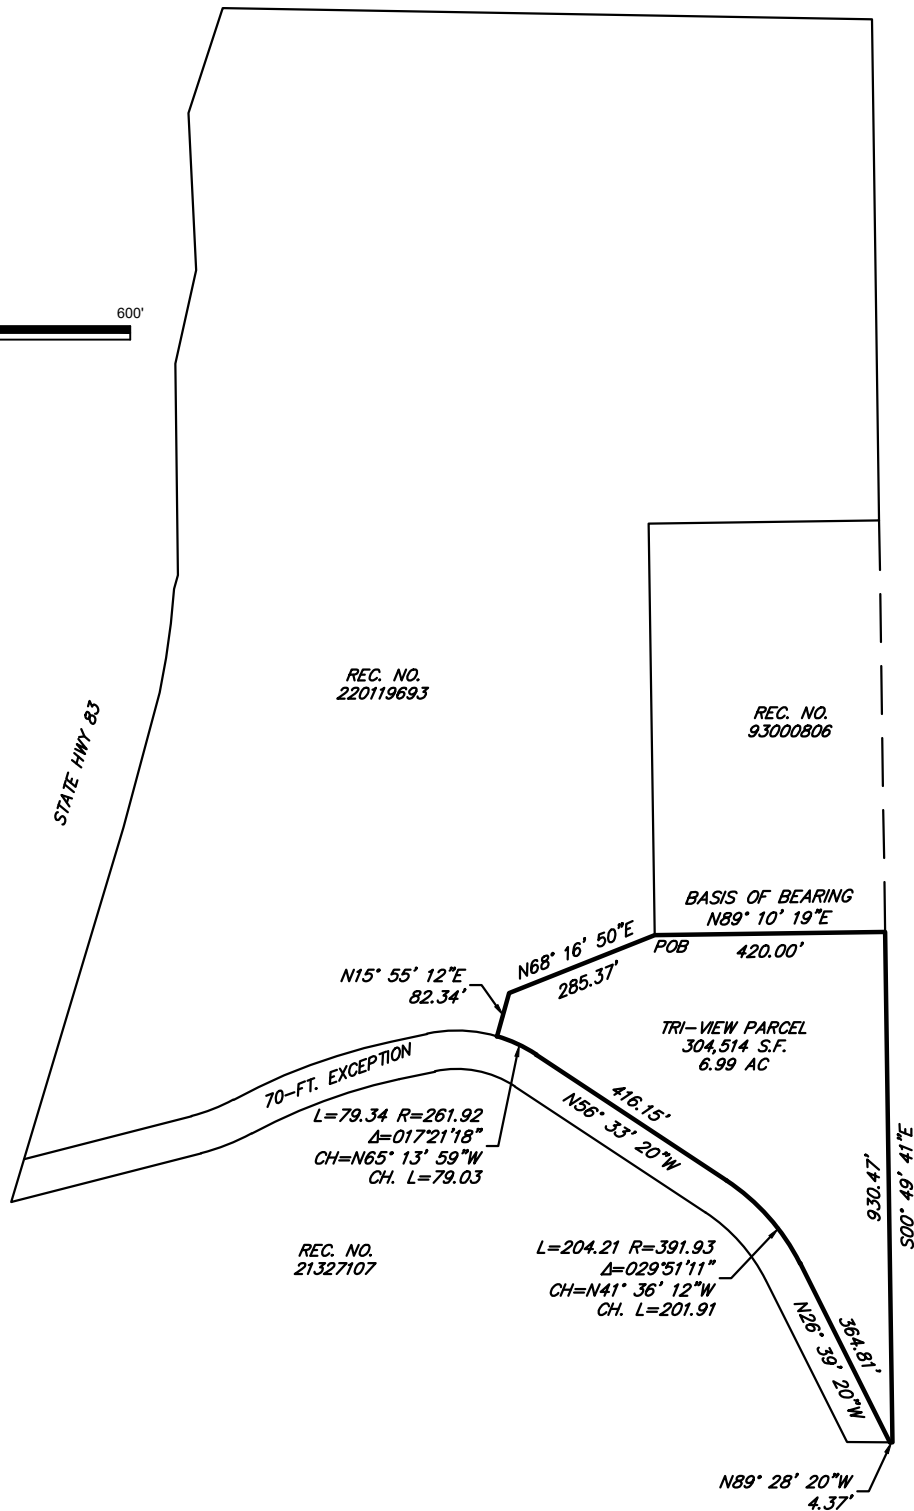 600'
REC. NO.
220119693
STATE HWY 83
REC. NO.
93000806
BASIS OF BEARING
N89° 10' 19"E
POB
420.00'
N68° 16' 50"E
285.37'
N15° 55' 12"E
82.34'
TRI-VIEW PARCEL
304,514 S.F.
6.99 AC
70-FT. EXCEPTION
L=79.34 R=261.92
Δ=017°21'18"
CH=N65° 13' 59"W
CH. L=79.03
416.15'
N56° 33' 20"W
930.47'
S00° 49' 41"E
REC. NO.
21327107
L=204.21 R=391.93
Δ=029°51'11"
CH=N41° 36' 12"W
CH. L=201.91
364.81'
N26° 39' 20"W
N89° 28' 20"W
4.37'